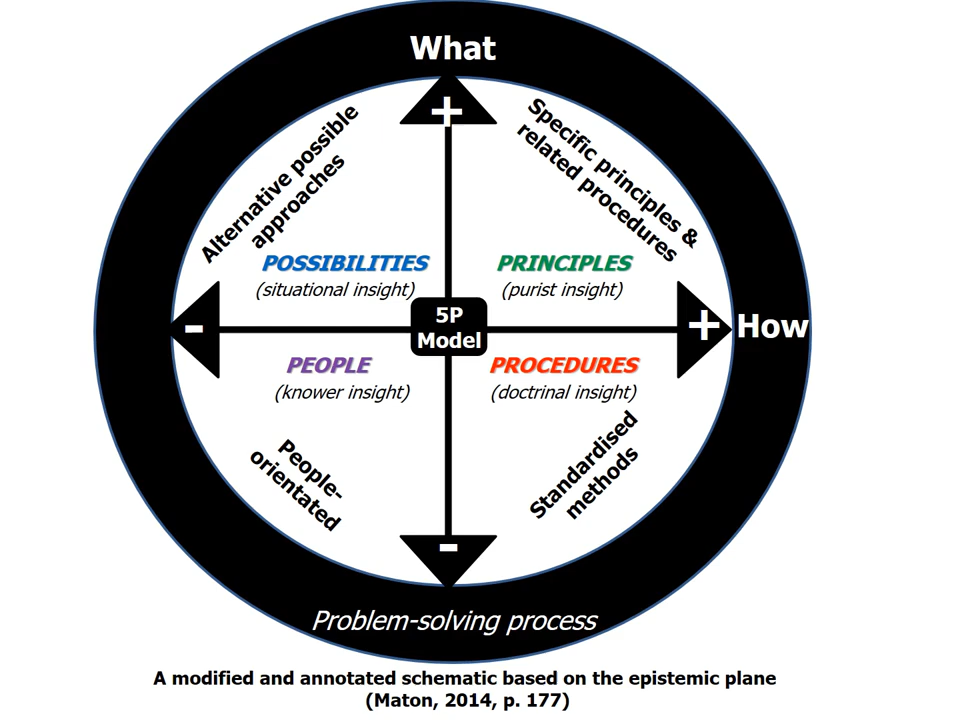 What
+
Alternative possible
approaches
Specific principles &
related procedures
POSSIBILITIES
(situational insight)
PRINCIPLES
(purist insight)
-
5P
Model
+
How
PEOPLE
(knower insight)
PROCEDURES
(doctrinal insight)
People-
orientated
Standardised
methods
-
Problem-solving process
A modified and annotated schematic based on the epistemic plane
(Maton, 2014, p. 177)